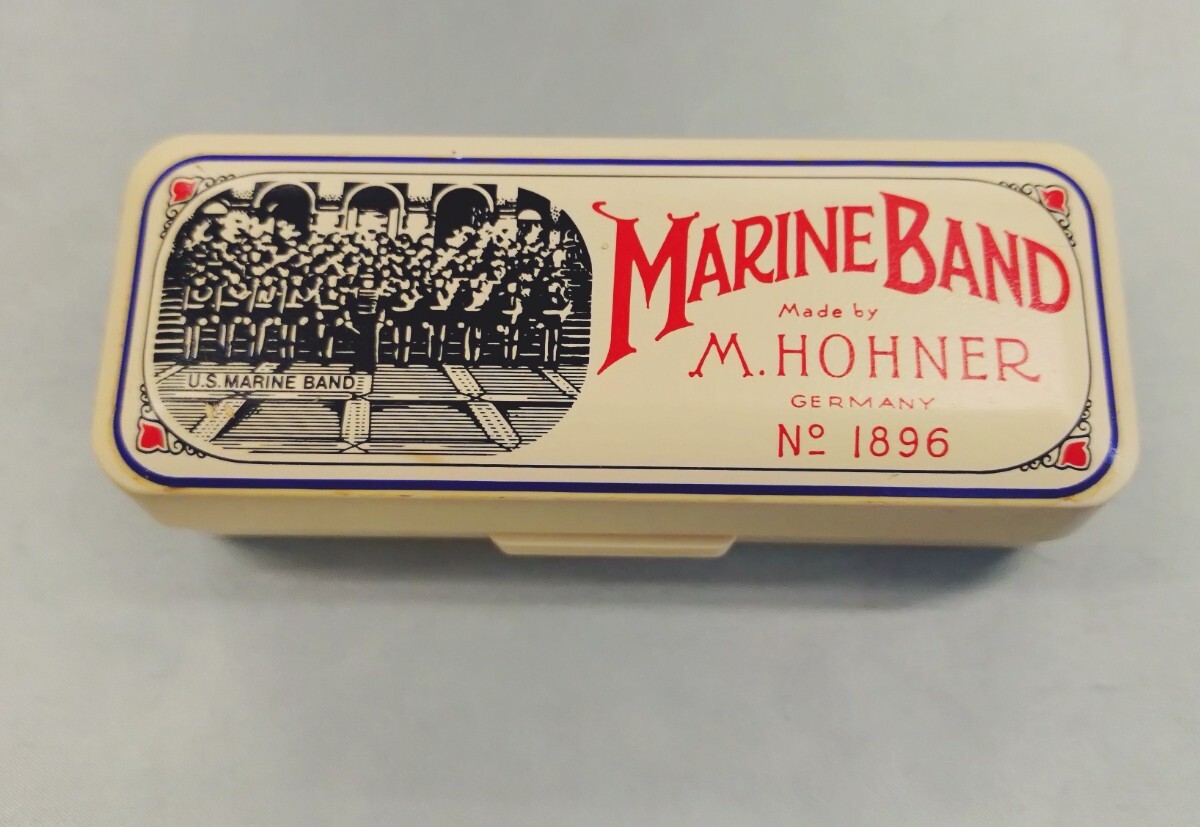 U.S. MARINE BAND
MARINE BAND
Made by
M. HOHNER
GERMANY
Nº 1896